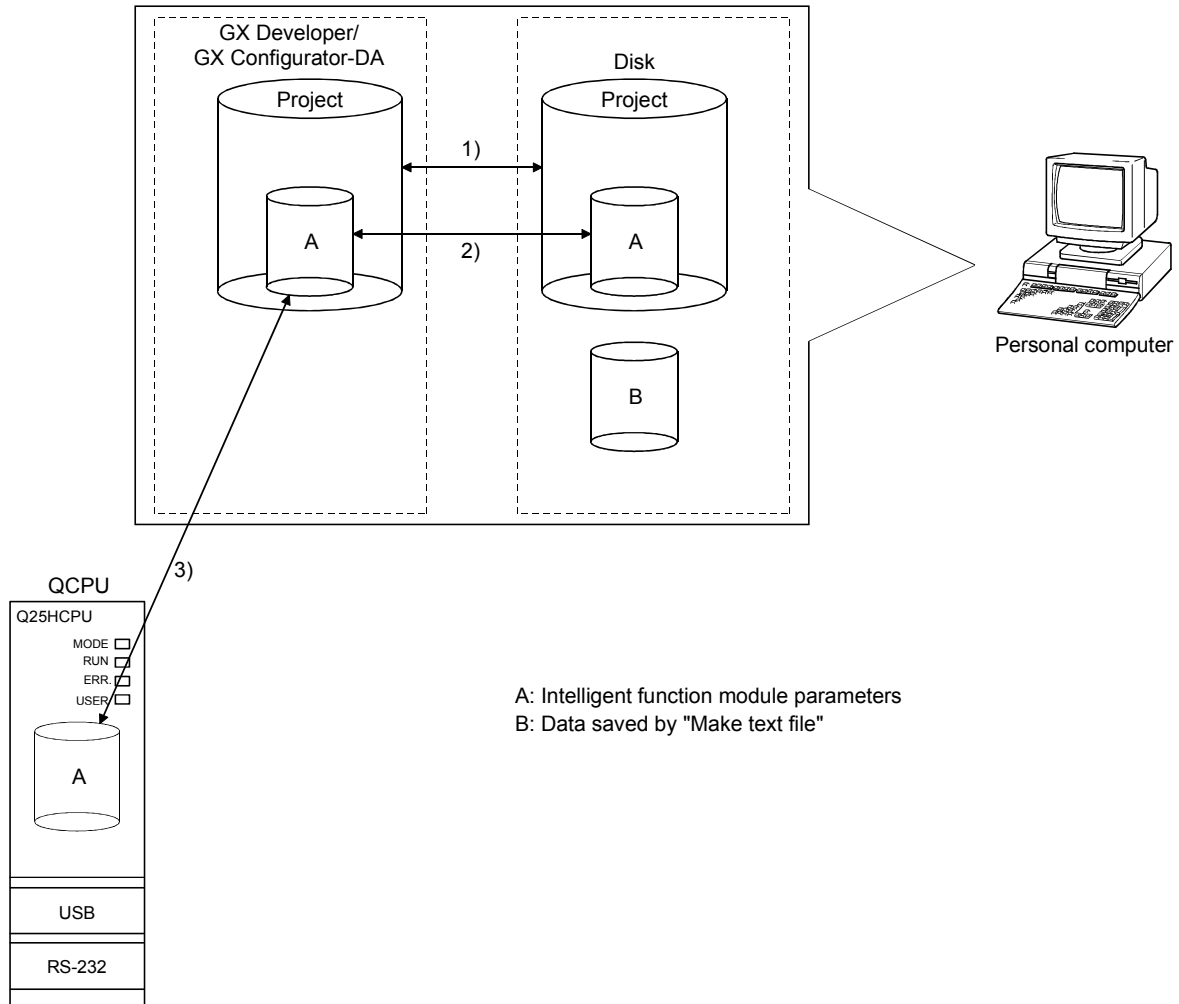 GX Developer/
GX Configurator-DA
Disk
Project
Project
1)
A
2)
A
B
Personal computer
3)
QCPU
Q25HCPU
MODE
RUN
ERR.
USER
A
USB
RS-232
A: Intelligent function module parameters
B: Data saved by "Make text file"